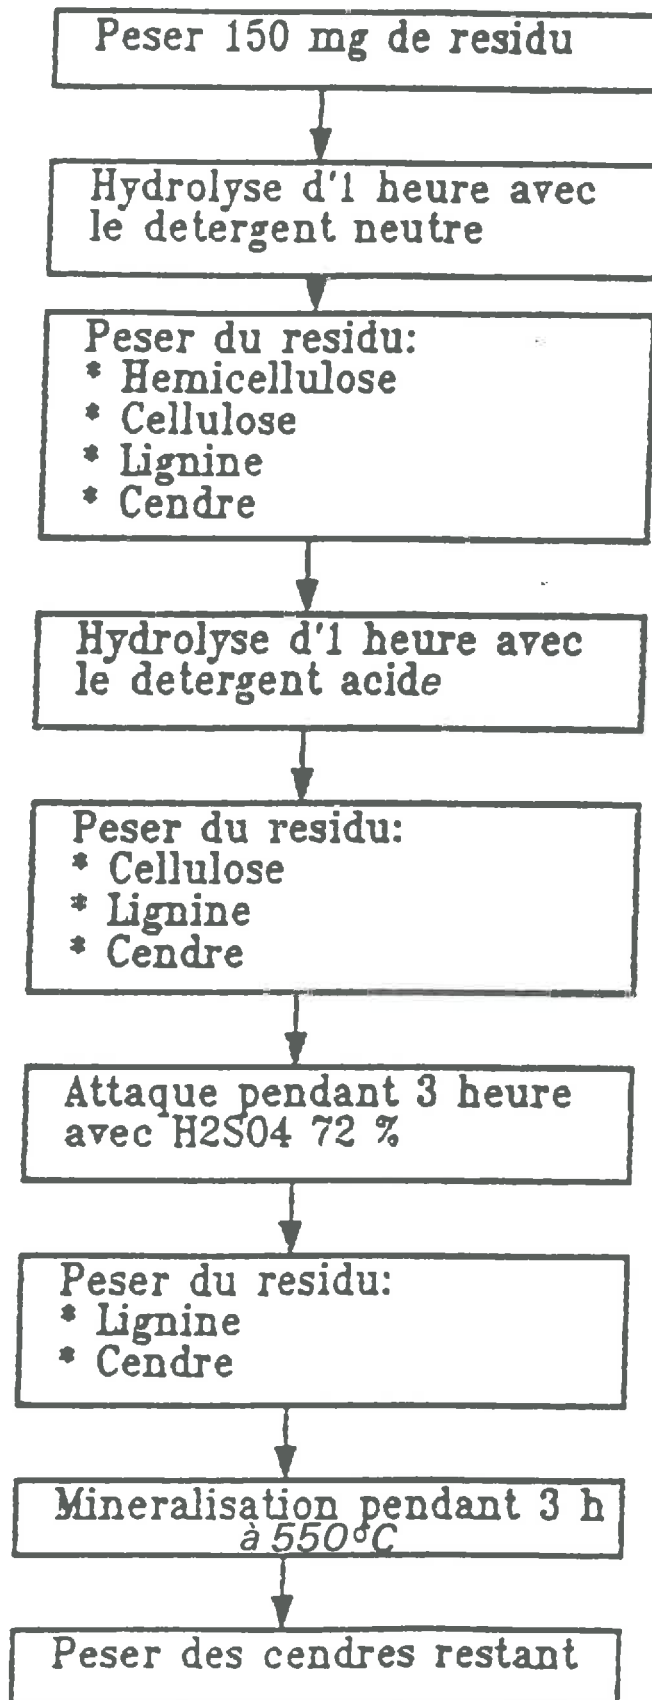 Peser 150 mg de residu
Hydrolyse d'1 heure avec
le detergent neutre
Peser du residu:
* Hemicellulose
* Cellulose
* Lignine
* Cendre
Hydrolyse d'1 heure avec
le detergent acide
Peser du residu:
* Cellulose
* Lignine
* Cendre
Attaque pendant 3 heure
avec H2SO4 72 %
Peser du residu:
* Lignine
* Cendre
Mineralisation pendant 3 h
à 550°C
Peser des cendres restant